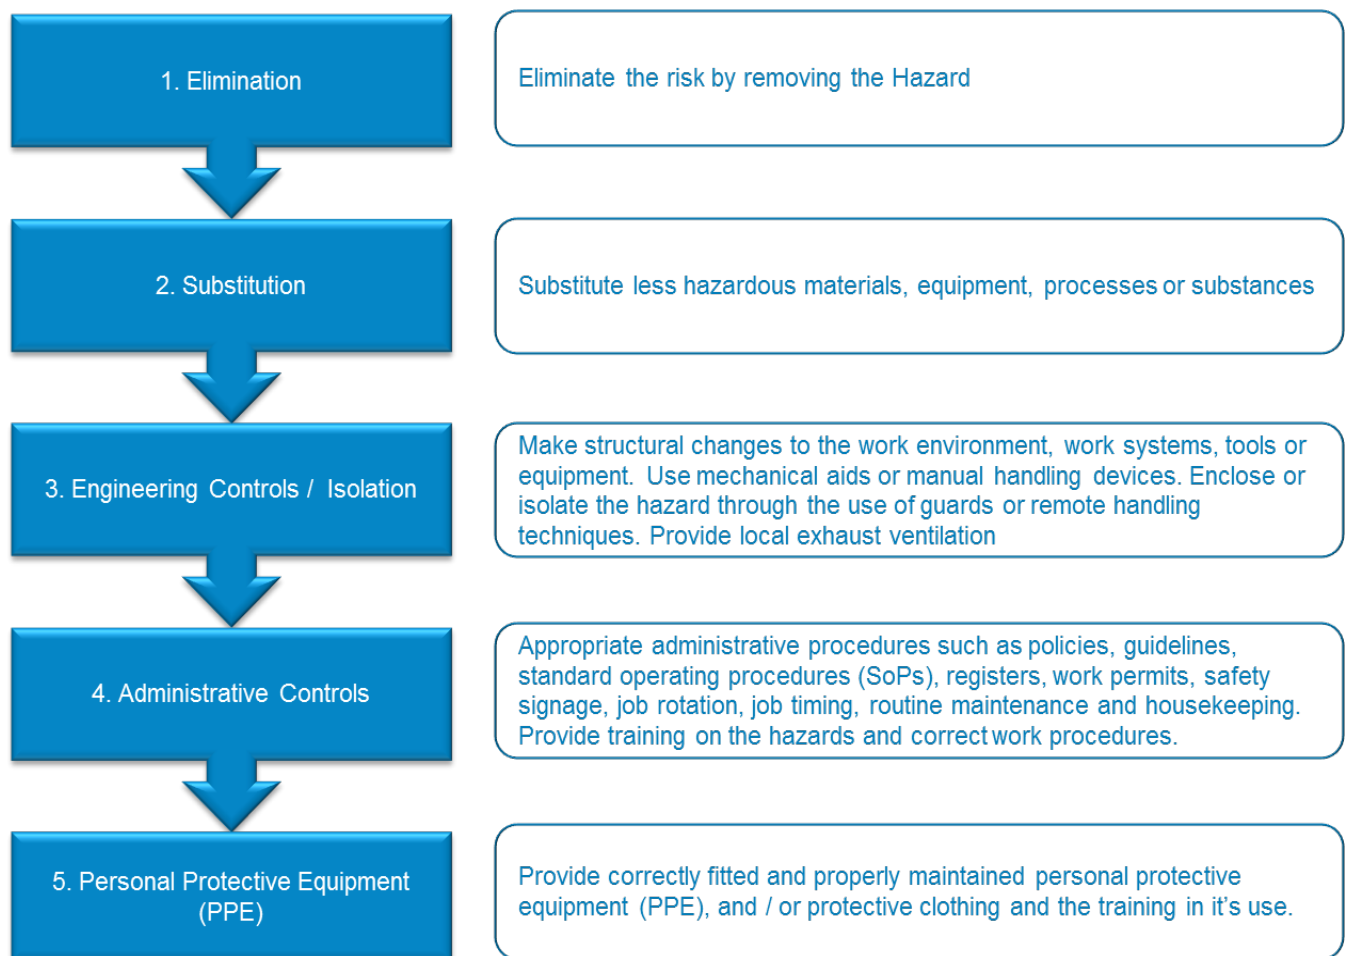 1. Elimination
Eliminate the risk by removing the Hazard
2. Substitution
Substitute less hazardous materials, equipment, processes or substances
3. Engineering Controls / Isolation
Make structural changes to the work environment, work systems, tools or
equipment. Use mechanical aids or manual handling devices. Enclose or
isolate the hazard through the use of guards or remote handling
techniques. Provide local exhaust ventilation
4. Administrative Controls
Appropriate administrative procedures such as policies, guidelines,
standard operating procedures (SoPs), registers, work permits, safety
signage, job rotation, job timing, routine maintenance and housekeeping.
Provide training on the hazards and correct work procedures.
5. Personal Protective Equipment
(PPE)
Provide correctly fitted and properly maintained personal protective
equipment (PPE), and / or protective clothing and the training in it's use.